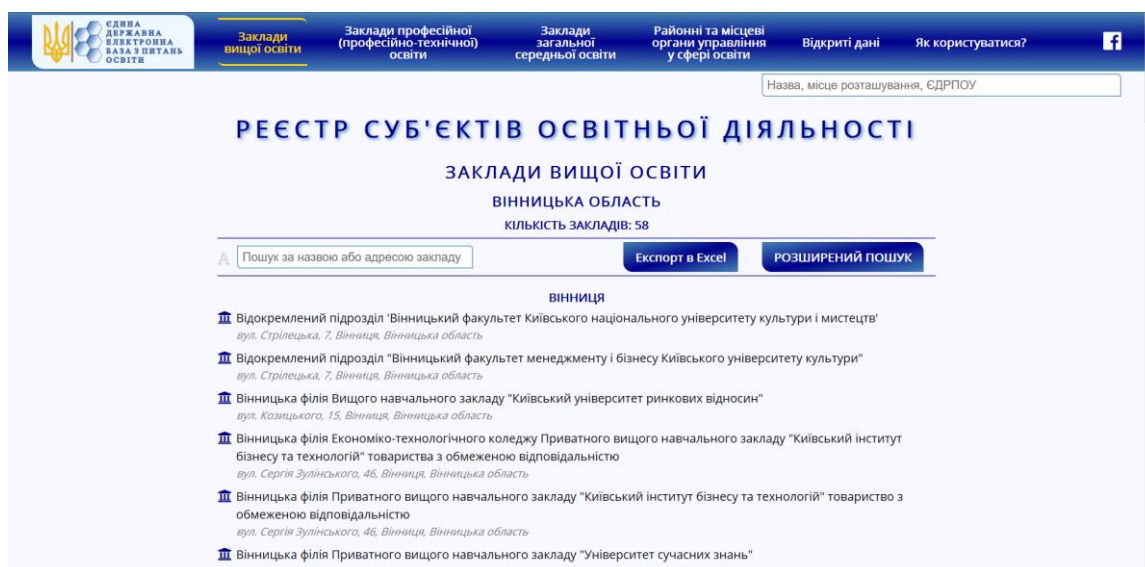 ЄДИНА
ДЕРЖАВНА
ЕЛЕКТРОННА
БАЗА З ПИТАНЬ
ОСВІТИ
Заклади
вищої освіти
Заклади професійної
(професійно-технічної)
освіти
Заклади
загальної
середньої освіти
Районні та місцеві
органи управління
у сфері освіти
Відкриті дані
Як користуватися?
Назва, місце розташування, ЄДРПОУ
РЕЄСТР СУБ'ЄКТІВ ОСВІТНЬОЇ ДІЯЛЬНОСТІ
ЗАКЛАДИ ВИЩОЇ ОСВІТИ
ВІННИЦЬКА ОБЛАСТЬ
КІЛЬКІСТЬ ЗАКЛАДІВ: 58
А Пошук за назвою або адресою закладу
Експорт в Excel
РОЗШИРЕНИЙ ПОШУК
ВІННИЦЯ
Відокремлений підрозділ 'Вінницький факультет Київського національного університету культури і мистецтв'
вул. Стрілецька, 7, Вінниця, Вінницька область
Відокремлений підрозділ "Вінницький факультет менеджменту і бізнесу Київського університету культури"
вул. Стрілецька, 7, Вінниця, Вінницька область
Вінницька філія Вищого навчального закладу "Київський університет ринкових відносин"
вул. Козицького, 15, Вінниця, Вінницька область
Вінницька філія Економіко-технологічного коледжу Приватного вищого навчального закладу "Київський інститут
бізнесу та технологій" товариства з обмеженою відповідальністю
вул. Сергія Зулінського, 46, Вінниця, Вінницька область
Вінницька філія Приватного вищого навчального закладу "Київський інститут бізнесу та технологій" товариство з
обмеженою відповідальністю
вул. Сергія Зулінського, 46, Вінниця, Вінницька область
Вінницька філія Приватного вищого навчального закладу "Університет сучасних знань"